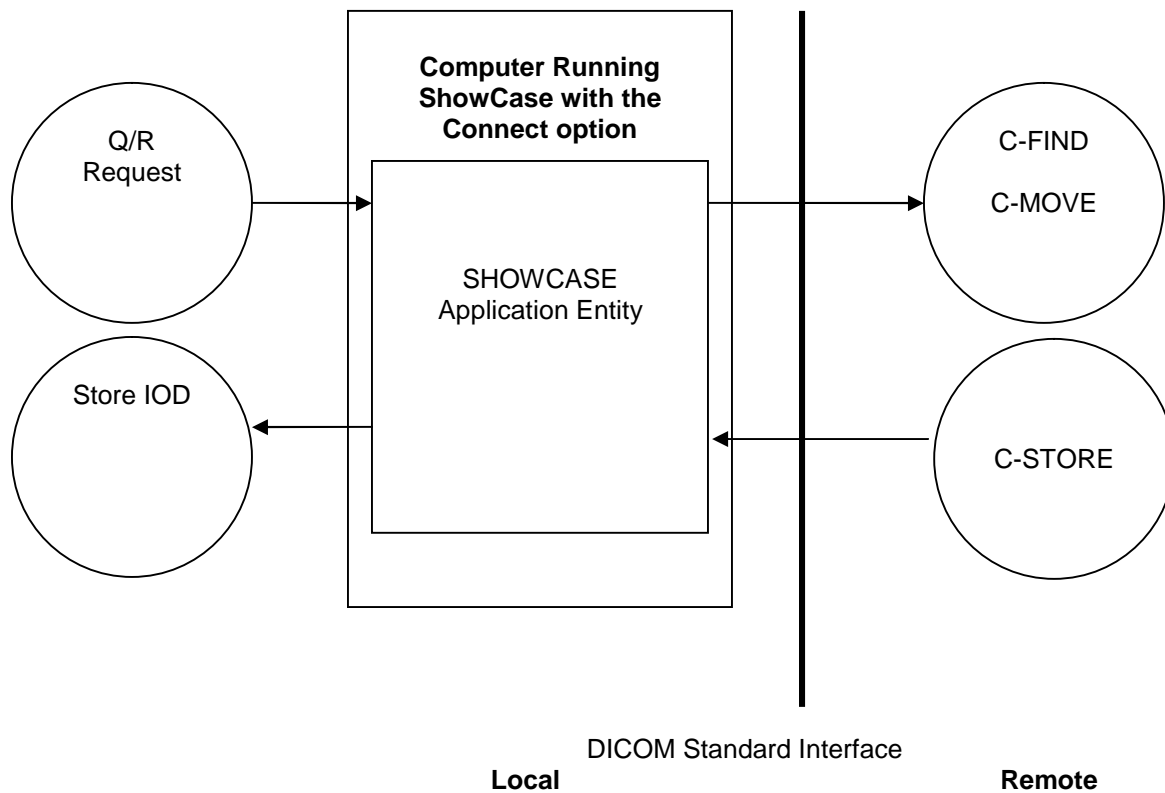 Computer Running
ShowCase with the
Connect option
Q/R
Request
C-FIND
C-MOVE
SHOWCASE
Application Entity
Store IOD
C-STORE
DICOM Standard Interface
Local
Remote